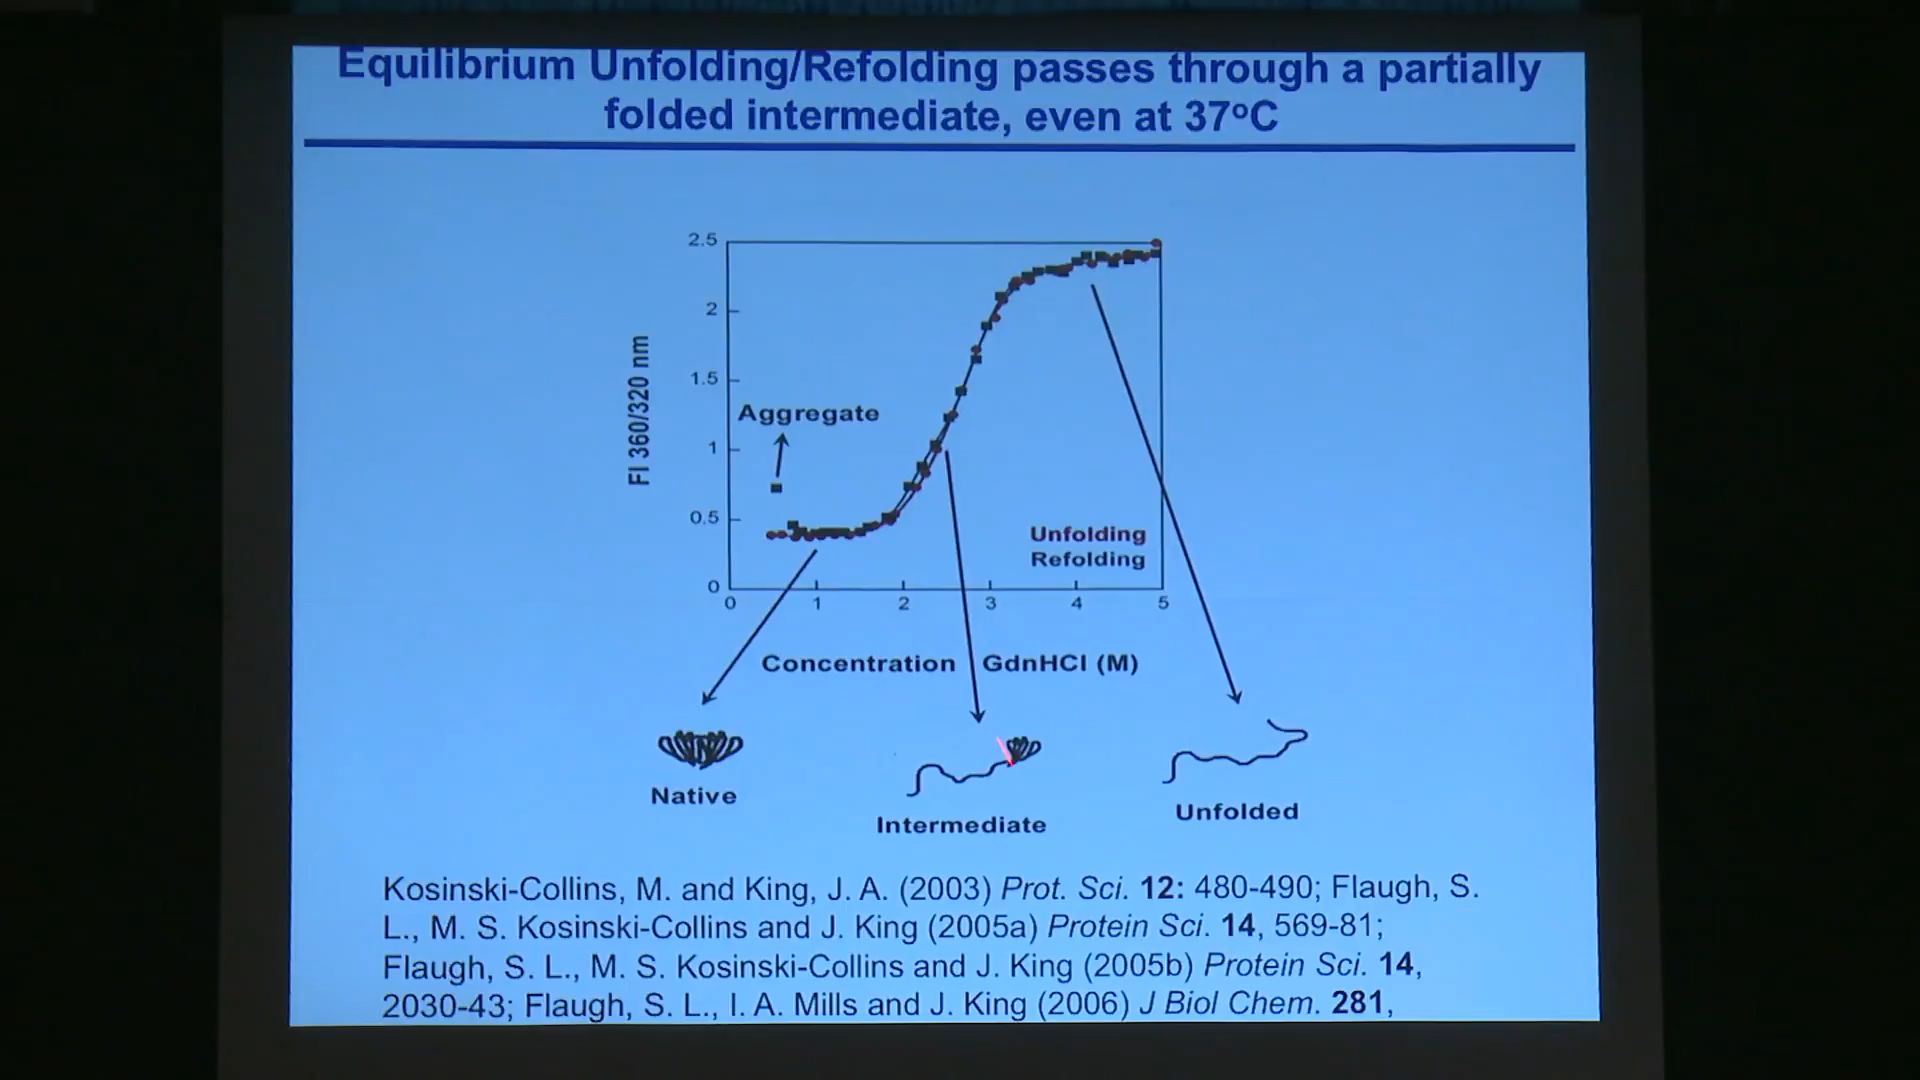 Equilibrium Unfolding/Refolding passes through a partially
folded intermediate, even at 37oC
2.5
2
1.5
1
0.5
0
FI 360/320 nm
Aggregate
Unfolding
Refolding
0 1 2 3 4 5
Concentration GdnHCl (M)
Native
Intermediate
Unfolded
Kosinski-Collins, M. and King, J. A. (2003) Prot. Sci. 12: 480-490; Flaugh, S.
L., M. S. Kosinski-Collins and J. King (2005a) Protein Sci. 14, 569-81;
Flaugh, S. L., M. S. Kosinski-Collins and J. King (2005b) Protein Sci. 14,
2030-43; Flaugh, S. L., I. A. Mills and J. King (2006) J Biol Chem. 281,